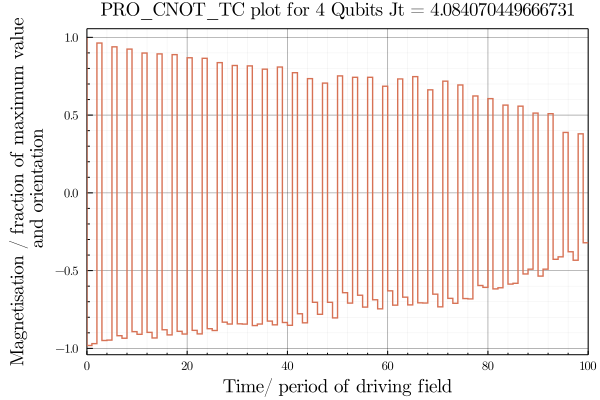 PRO_CNOT_TC plot for 4 Qubits Jt = 4.084070449666731
Magnetisation / fraction of maximum value
and orientation
1.0
0.5
0.0
−0.5
−1.0
0 20 40 60 80 100
Time/ period of driving field